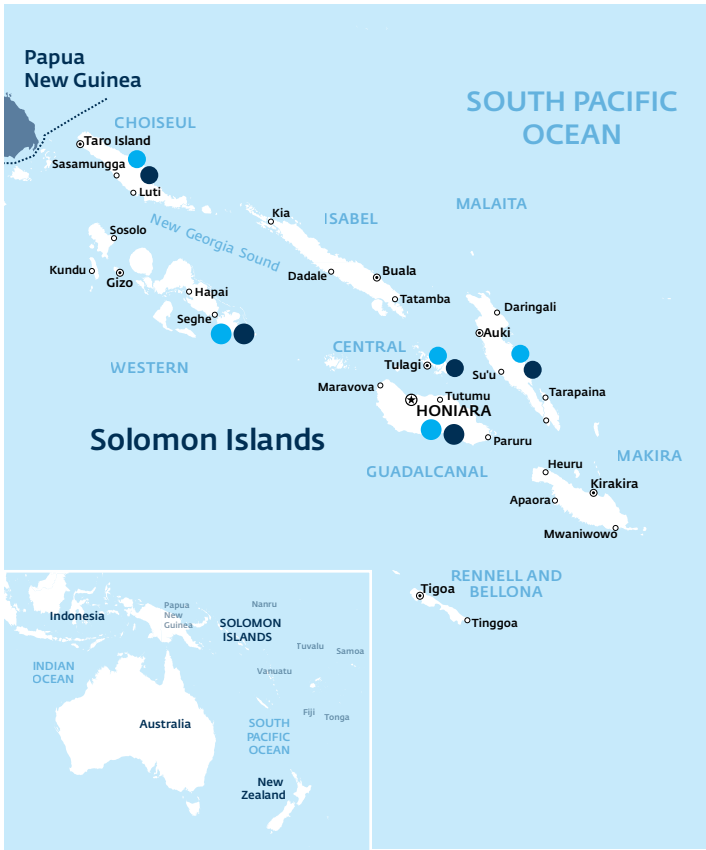 Papua
New Guinea
SOUTH PACIFIC
OCEAN
CHOISEUL
Taro Island
Sasamungga
Luti
MALAITA
Kia
ISABEL
New Georgia Sound
Sosolo
Kundu
Gizo
Dadale
Buala
Hapai
Tatamba
Seghe
Daringali
Auki
CENTRAL
Tulagi
WESTERN
Su'u
Maravova
Tutumu
Tarapaina
HONIARA
Solomon Islands
Paruru
MAKIRA
GUADALCANAL
Heuru
Kirakira
Apaora
Mwaniwowo
RENNELL AND
BELLONA
Tigoa
Tinggoa
Indonesia
Papua
New
Guinea
Nanru
SOLOMON
ISLANDS
Tuvalu
Samoa
INDIAN
OCEAN
Vanuatu
Fiji
Tonga
Australia
SOUTH
PACIFIC
OCEAN
New
Zealand